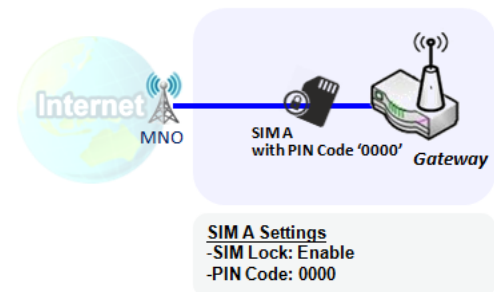 Internet
MNO
SIM A
with PIN Code ‘0000’
Gateway
SIM A Settings
-SIM Lock: Enable
-PIN Code: 0000